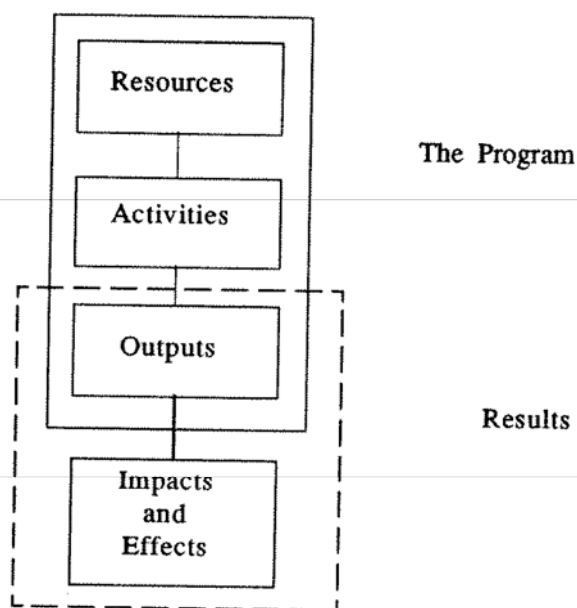 Resources
The Program
Activities
Outputs
Results
Impacts
and
Effects